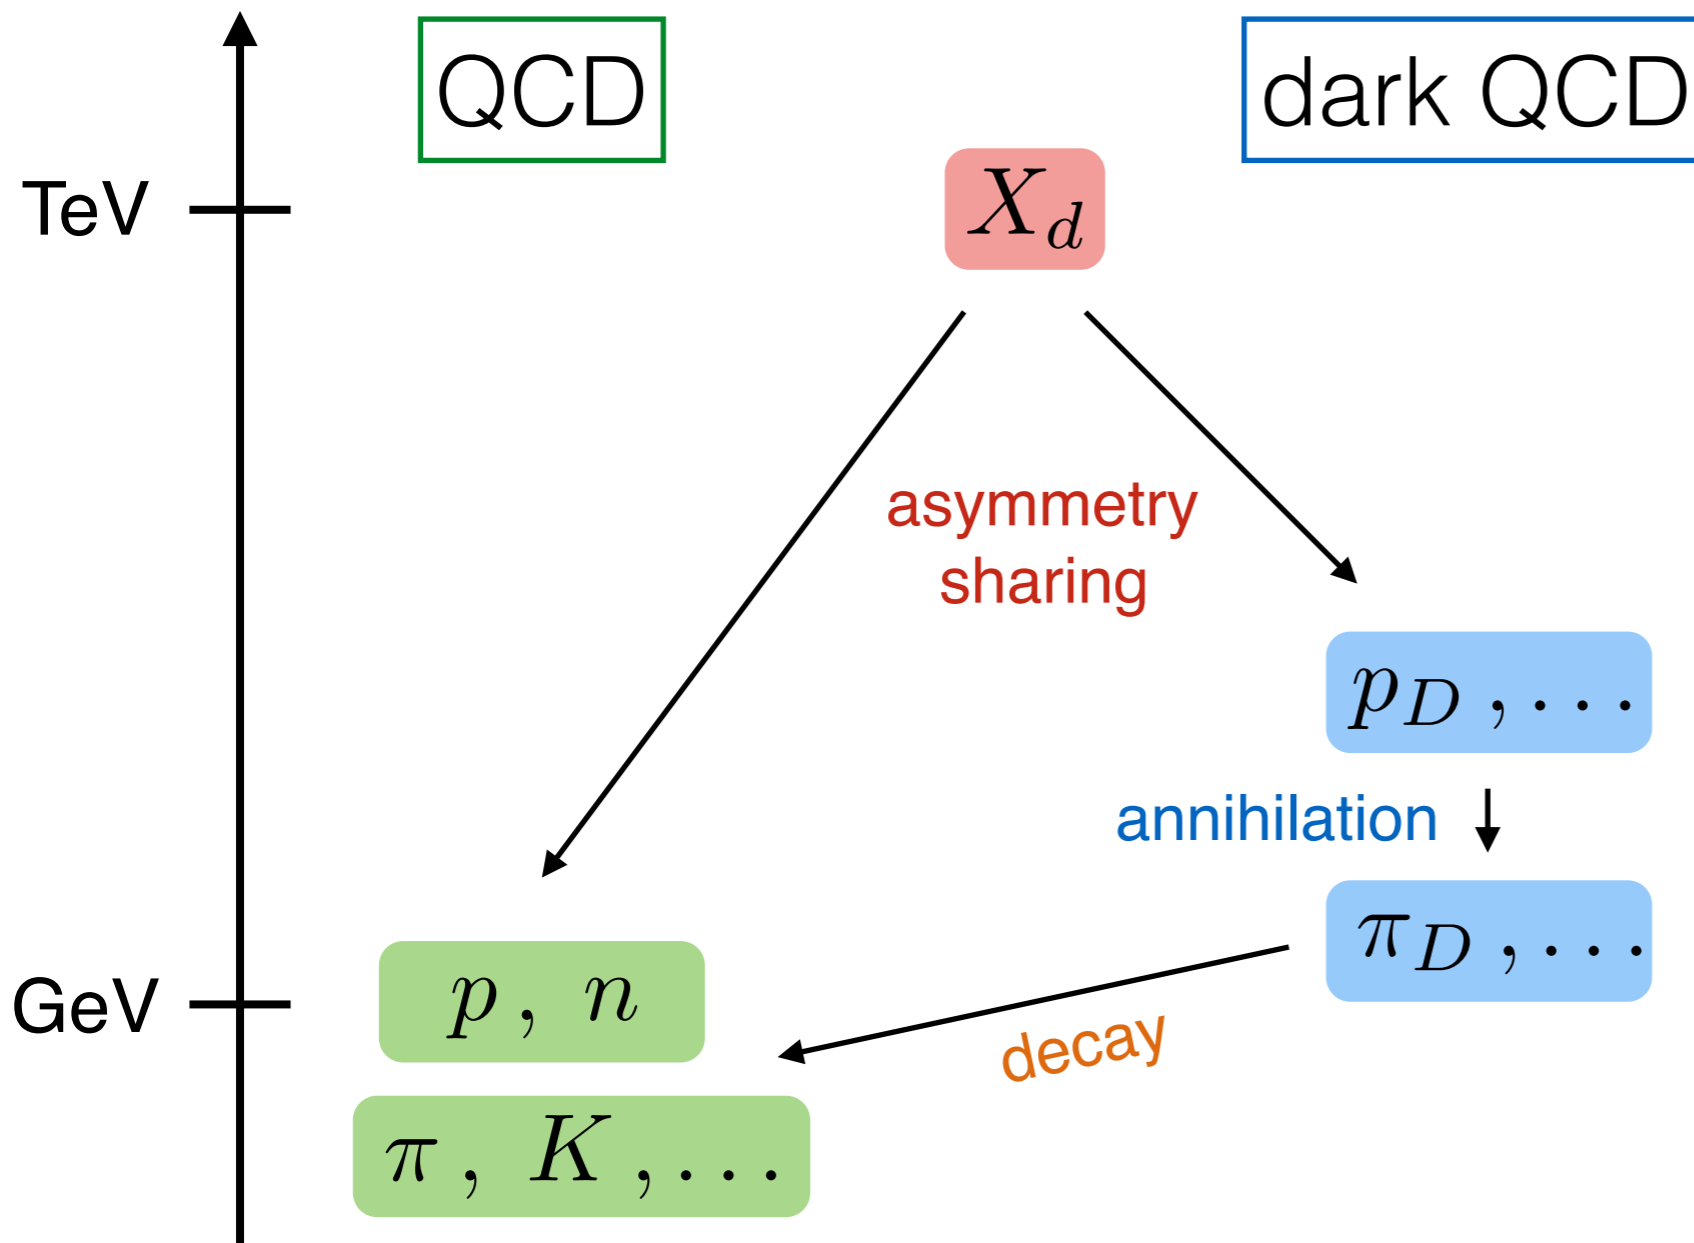 QCD
dark QCD
TeV
X_d
asymmetry
sharing
p_D , . . .
annihilation
π_D , . . .
GeV
p , n
decay
π , K , . . .